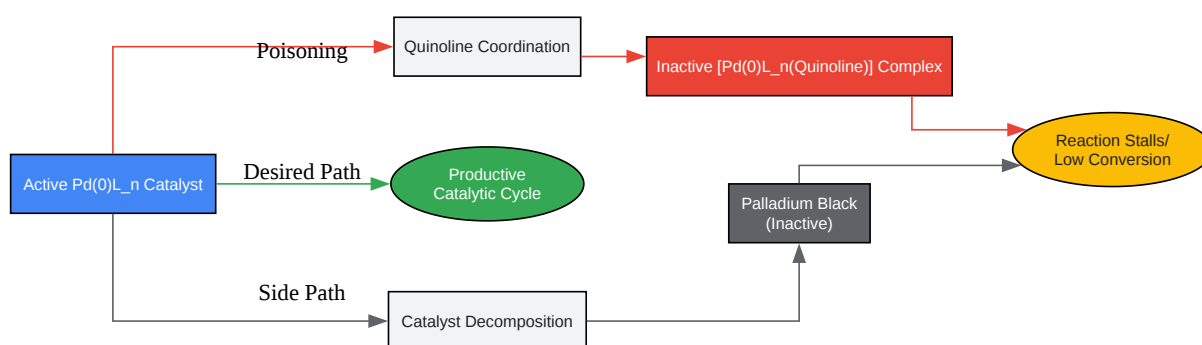 Poisoning
Quinoline Coordination
Inactive [Pd(0)L_n(Quinoline)] Complex
Reaction Stalls/
Low Conversion
Active Pd(0)L_n Catalyst
Desired Path
Productive
Catalytic Cycle
Palladium Black
(Inactive)
Side Path
Catalyst Decomposition